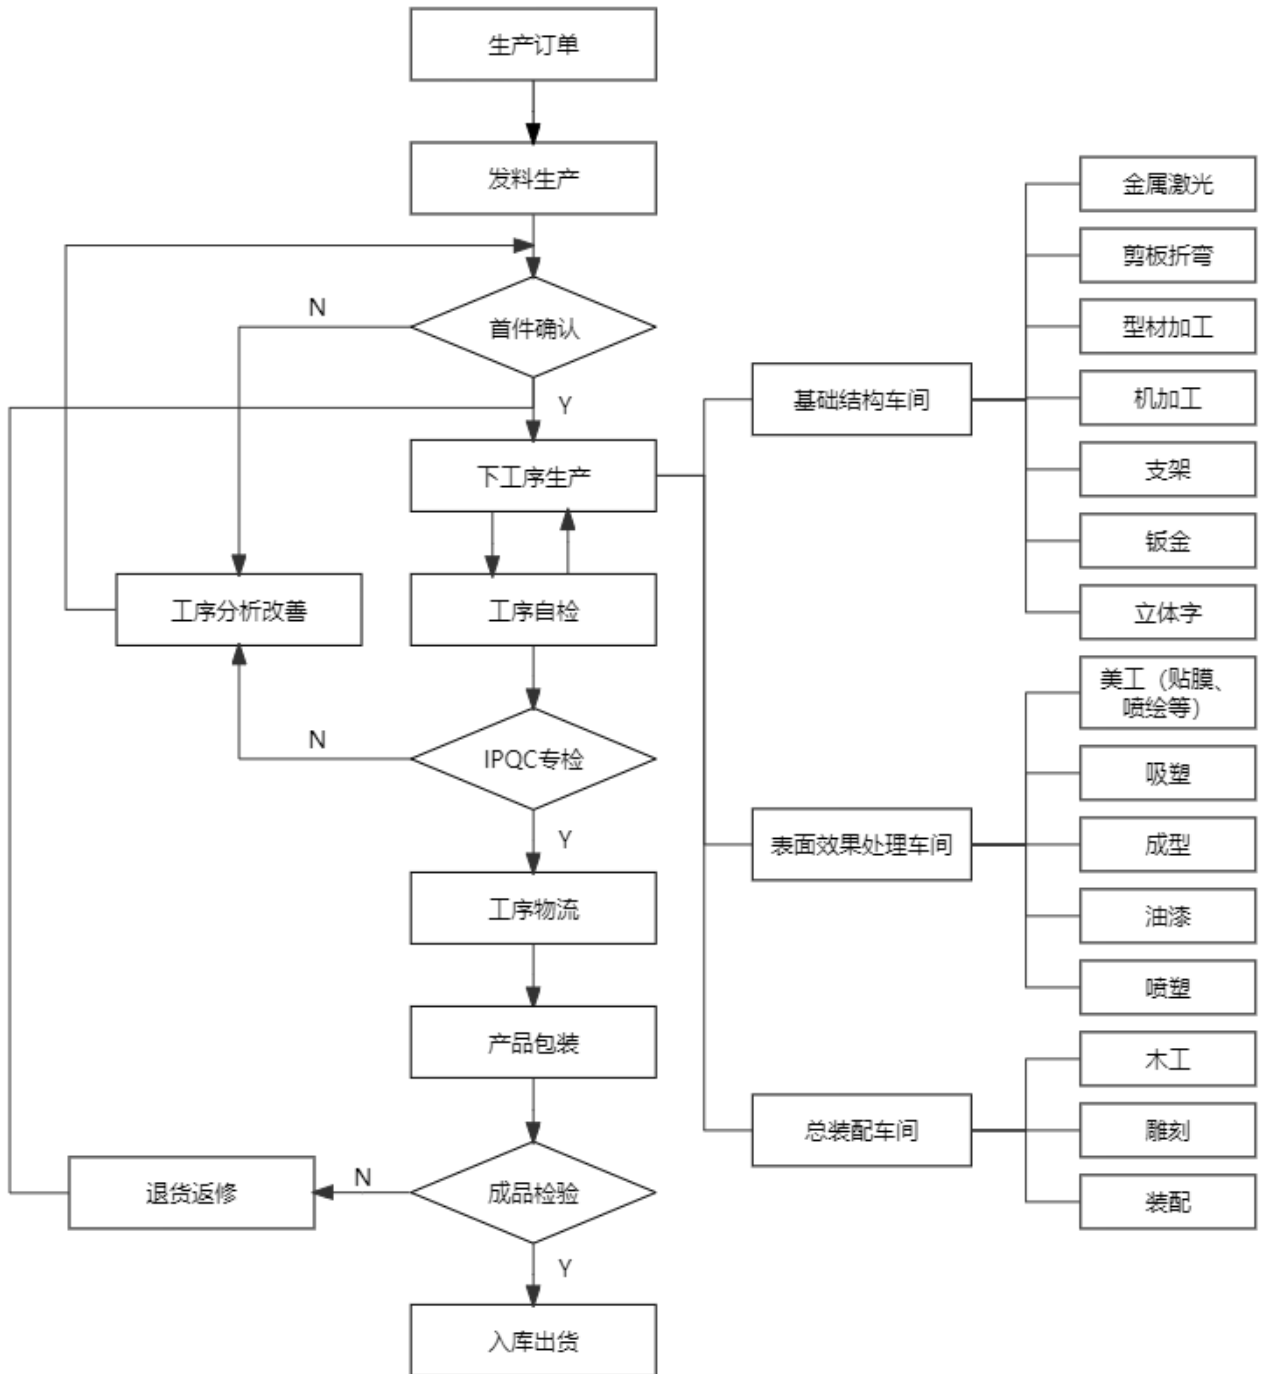 生产订单
发料生产
首件确认
N
Y
下工序生产
工序自检
工序分析改善
IPQC专检
N
Y
工序物流
产品包装
成品检验
N
退货返修
Y
入库出货
基础结构车间
金属激光
剪板折弯
型材加工
机加工
支架
钣金
立体字
表面效果处理车间
美工（贴膜、
喷绘等）
吸塑
成型
油漆
喷塑
总装配车间
木工
雕刻
装配